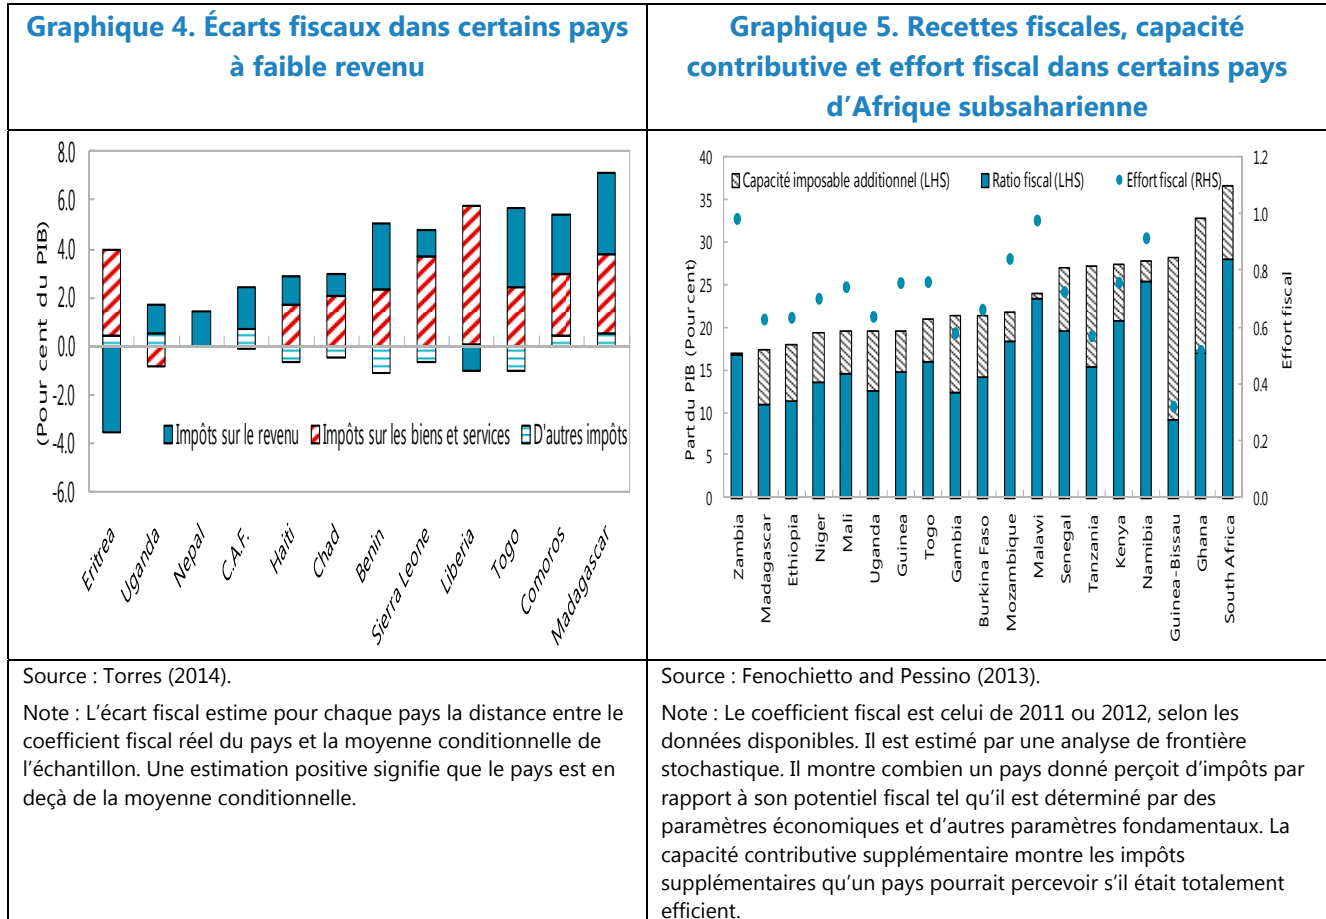 Graphique 4. Écarts fiscaux dans certains pays
à faible revenu
Graphique 5. Recettes fiscales, capacité
contributive et effort fiscal dans certains pays
d’Afrique subsaharienne
(Pour cent du PIB)
8.0
6.0
4.0
2.0
0.0
-2.0
-4.0
-6.0
Impôts sur le revenu Impôts sur les biens et services D'autres impôts
Eritrea
Uganda
Nepal
C.A.F.
Haiti
Chad
Benin
Sierra Leone
Liberia
Togo
Comoros
Madagascar
Part du PIB (Pour cent)
40
35
30
25
20
15
10
5
0
Capacité imposable additionnel (LHS) Ratio fiscal (LHS) Effort fiscal (RHS)
1.2
1.0
0.8
0.6
0.4
0.2
0.0
Effort fiscal
Zambia
Madagascar
Ethiopia
Niger
Mali
Uganda
Guinea
Togo
Gambia
Burkina Faso
Mozambique
Malawi
Senegal
Tanzania
Kenya
Namibia
Guinea-Bissau
Ghana
South Africa
Source : Torres (2014).
Note : L’écart fiscal estime pour chaque pays la distance entre le
coefficient fiscal réel du pays et la moyenne conditionnelle de
l’échantillon. Une estimation positive signifie que le pays est en
deçà de la moyenne conditionnelle.
Source : Fenochietto and Pessino (2013).
Note : Le coefficient fiscal est celui de 2011 ou 2012, selon les
données disponibles. Il est estimé par une analyse de frontière
stochastique. Il montre combien un pays donné perçoit d’impôts par
rapport à son potentiel fiscal tel qu’il est déterminé par des
paramètres économiques et d’autres paramètres fondamentaux. La
capacité contributive supplémentaire montre les impôts
supplémentaires qu’un pays pourrait percevoir s’il était totalement
efficient.